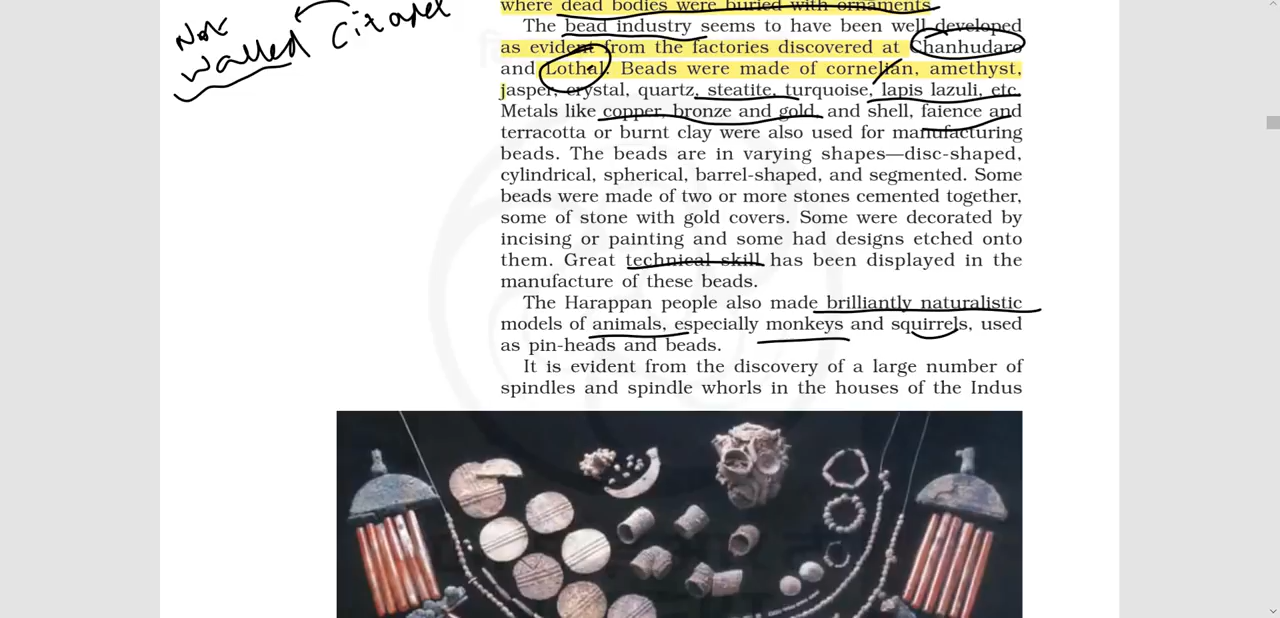 Not
walled Citadel
where dead bodies were buried with ornaments.
The bead industry seems to have been well developed
as evident from the factories discovered at Chanhudaro
and Lothal. Beads were made of cornelian, amethyst,
jasper, crystal, quartz, steatite, turquoise, lapis lazuli, etc.
Metals like copper, bronze and gold, and shell, faience and
terracotta or burnt clay were also used for manufacturing
beads. The beads are in varying shapes—disc-shaped,
cylindrical, spherical, barrel-shaped, and segmented. Some
beads were made of two or more stones cemented together,
some of stone with gold covers. Some were decorated by
incising or painting and some had designs etched onto
them. Great technical skill has been displayed in the
manufacture of these beads.
The Harappan people also made brilliantly naturalistic
models of animals, especially monkeys and squirrels, used
as pin-heads and beads.
It is evident from the discovery of a large number of
spindles and spindle whorls in the houses of the Indus